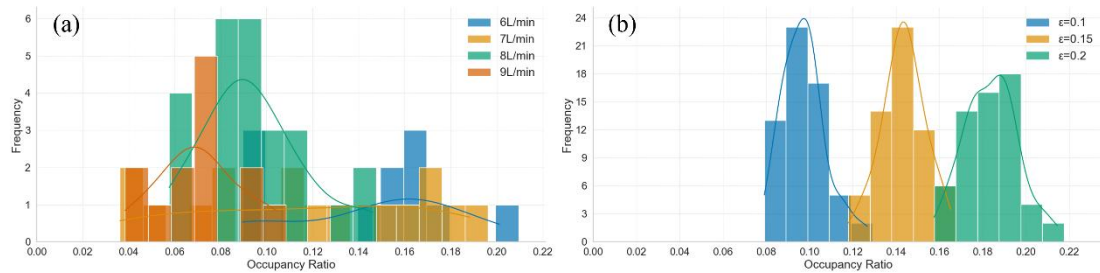 (a)
6L/min
7L/min
8L/min
9L/min
Frequency
6
5
4
3
2
1
0
0.00 0.02 0.04 0.06 0.08 0.10 0.12 0.14 0.16 0.18 0.20 0.22
Occupancy Ratio
(b)
ε=0.1
ε=0.15
ε=0.2
Frequency
24
21
18
15
12
9
6
3
0
0.00 0.02 0.04 0.06 0.08 0.10 0.12 0.14 0.16 0.18 0.20 0.22
Occupancy Ratio